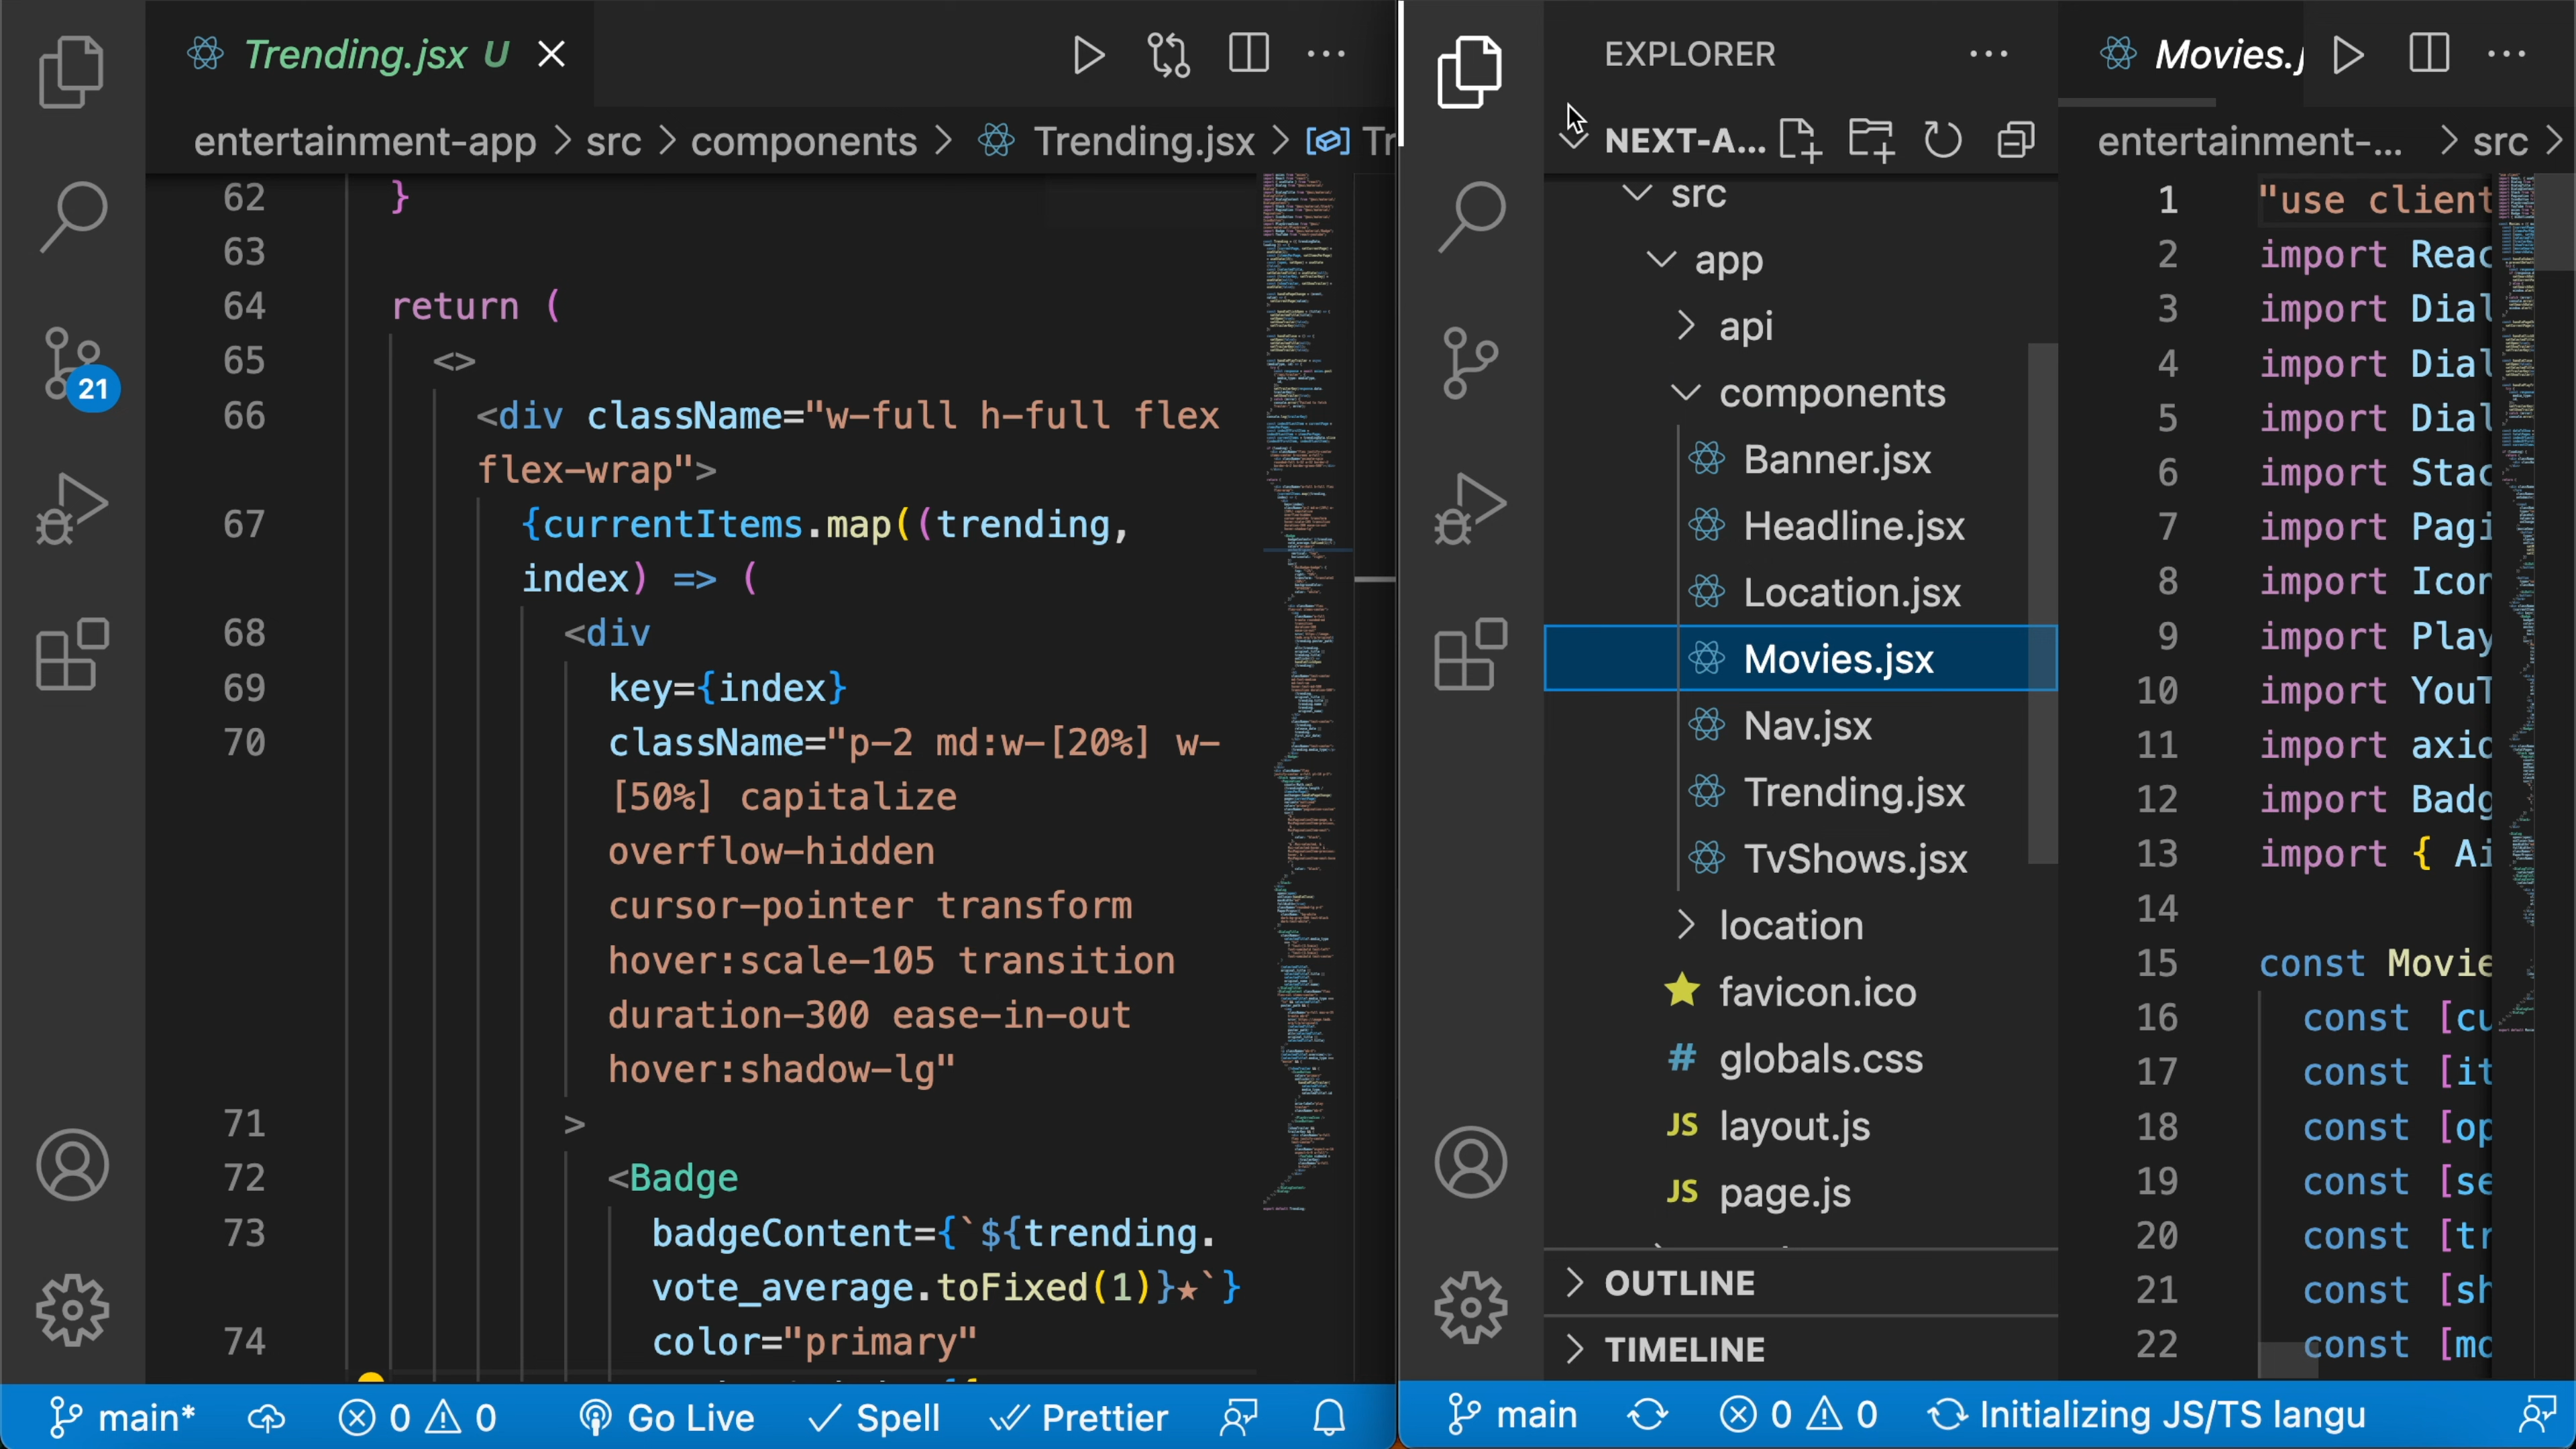 Trending.jsx U
entertainment-app > src > components > Trending.jsx > Tr
62 }
63
64 return (
65 <>
66 <div className="w-full h-full flex
flex-wrap">
67 {currentItems.map((trending,
index) => (
68 <div
69 key={index}
70 className="p-2 md:w-[20%] w-
[50%] capitalize
overflow-hidden
cursor-pointer transform
hover:scale-105 transition
duration-300 ease-in-out
hover:shadow-lg"
71 >
72 <Badge
73 badgeContent={`${trending.
vote_average.toFixed(1)}★`}
74 color="primary"
21
main* 0 0 Go Live Spell Prettier
EXPLORER
NEXT-A...
src
app
api
components
Banner.jsx
Headline.jsx
Location.jsx
Movies.jsx
Nav.jsx
Trending.jsx
TvShows.jsx
location
favicon.ico
# globals.css
JS layout.js
JS page.js
OUTLINE
TIMELINE
Movies.j
entertainment-... > src >
1 "use client
2 import Reac
3 import Dial
4 import Dial
5 import Dial
6 import Stac
7 import Pagi
8 import Icon
9 import Play
10 import YouT
11 import axio
12 import Badg
13 import { Ai
14
15 const Movie
16 const [cu
17 const [it
18 const [op
19 const [se
20 const [tr
21 const [sh
22 const [mo
main 0 0 Initializing JS/TS langu